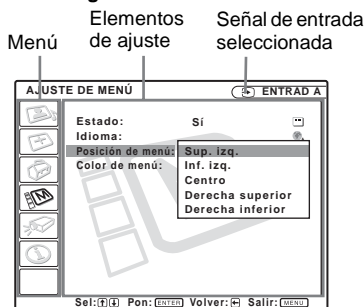 Menú
Elementos de ajuste
Señal de entrada seleccionada
AJUSTE DE MENÚ ENTRAD A
Estado: Sí
Idioma:
Posición de menú: Sup. izq.
Color de menú: Inf. izq.
Centro
Derecha superior
Derecha inferior
Sel: Pon: ENTER Volver: Salir: MENU